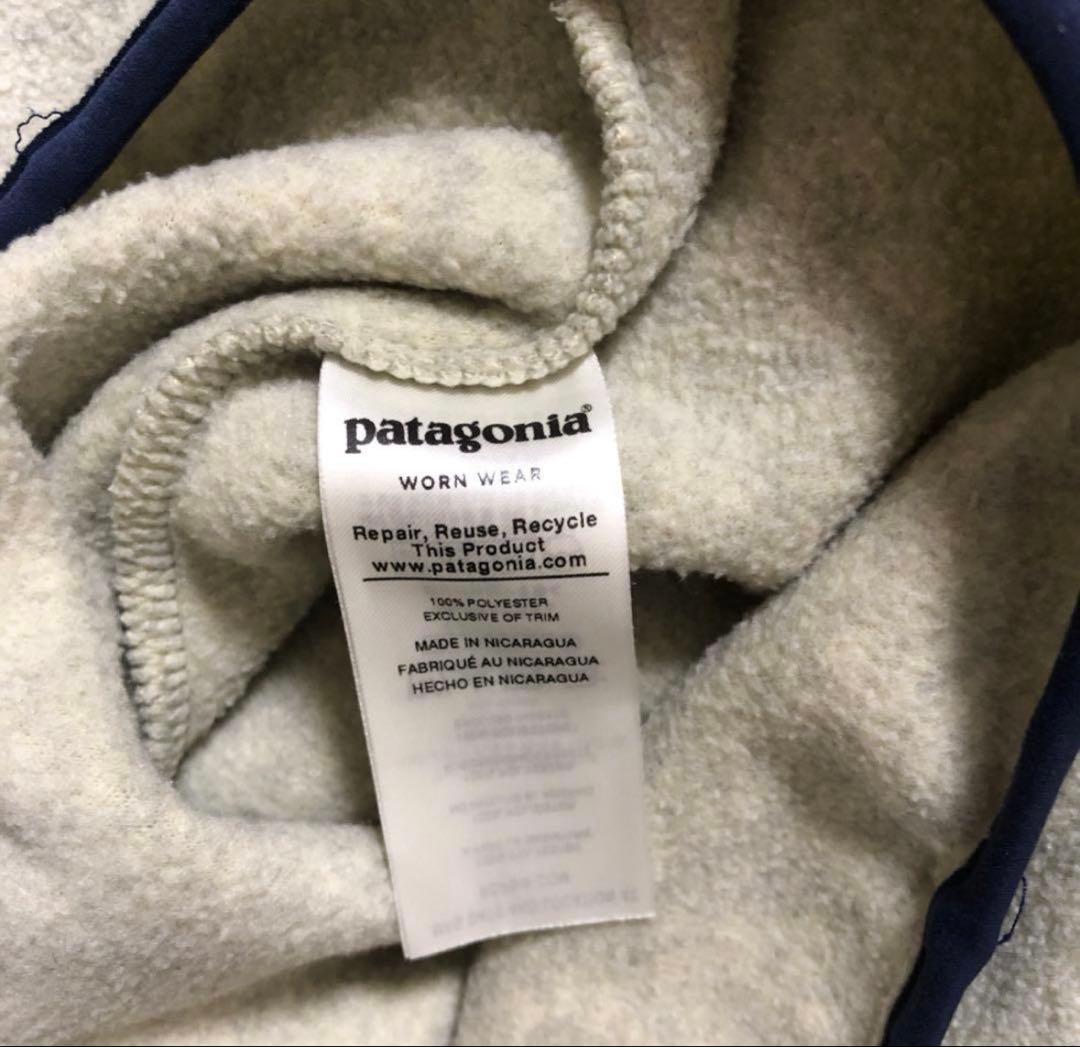 patagonia®
WORN WEAR
Repair, Reuse, Recycle
This Product
www.patagonia.com
100% POLYESTER
EXCLUSIVE OF TRIM
MADE IN NICARAGUA
FABRIQUÉ AU NICARAGUA
HECHO EN NICARAGUA